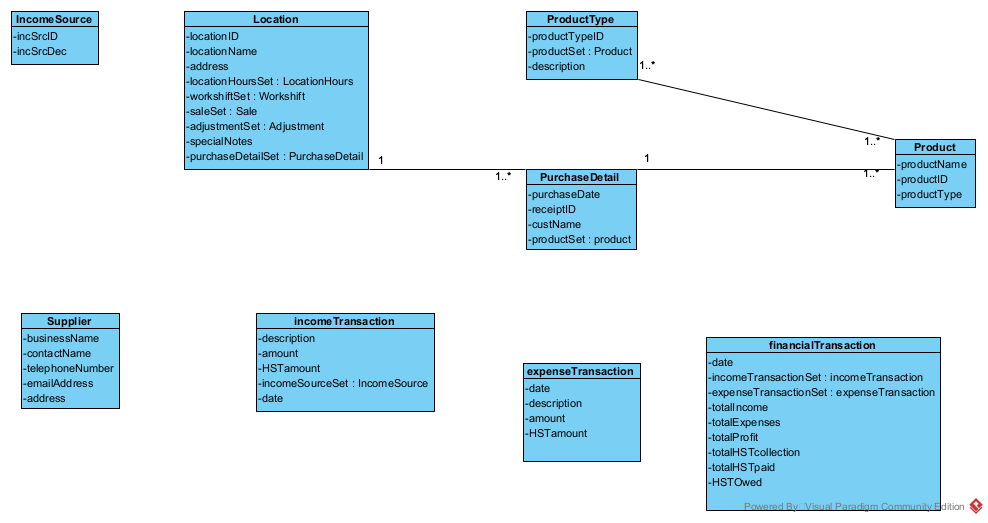 IncomeSource
-incSrcID
-incSrcDec
Location
-locationID
-locationName
-address
-locationHoursSet : LocationHours
-workshiftSet : Workshift
-saleSet : Sale
-adjustmentSet : Adjustment
-specialNotes
-purchaseDetailSet : PurchaseDetail
ProductType
-productTypeID
-productSet : Product
-description
1..*
1..*
Product
-productName
-productID
-productType
1
1..*
1
1..*
PurchaseDetail
-purchaseDate
-receiptID
-custName
-productSet : product
Supplier
-businessName
-contactName
-telephoneNumber
-emailAddress
-address
incomeTransaction
-description
-amount
-HSTamount
-incomeSourceSet : IncomeSource
-date
expenseTransaction
-date
-description
-amount
-HSTamount
financialTransaction
-date
-incomeTransactionSet : incomeTransaction
-expenseTransactionSet : expenseTransaction
-totalIncome
-totalExpenses
-totalProfit
-totalHSTcollection
-totalHSTpaid
-HSTOwed
Powered By Visual Paradigm Community Edition